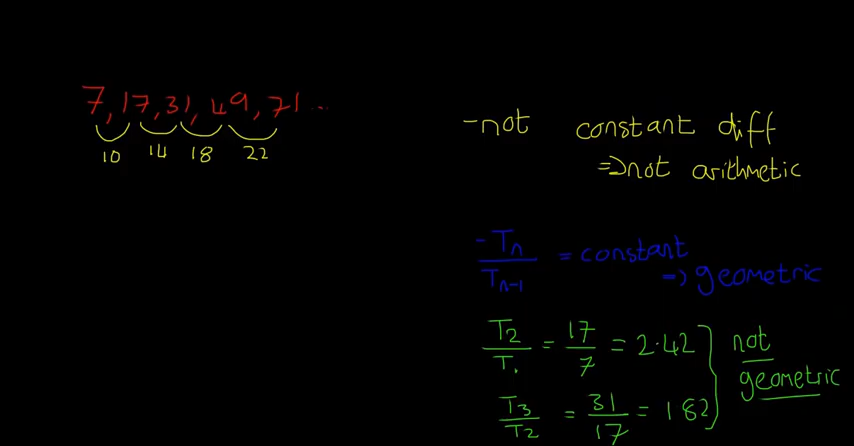 7, 17, 31, 49, 71 ...
10 14 18 22
- not constant diff
⇒ not arithmetic
- Tn / Tn-1 = constant
⇒ geometric
T2 / T1 = 17 / 7 = 2.42
T3 / T2 = 31 / 17 = 1.82
not
geometric